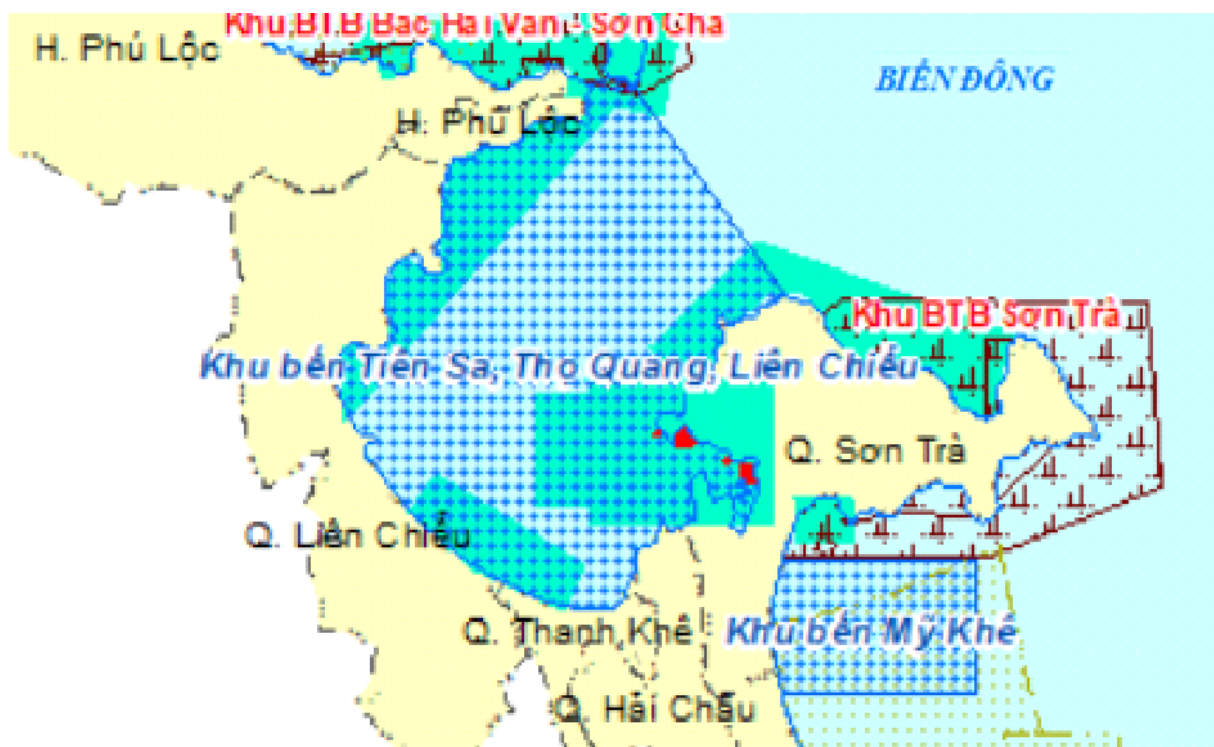 Khu BTB Bắc Hải Vân - Sơn Chà
H. Phú Lộc
BIỂN ĐÔNG
H. Phú Lộc
Khu BTB Sơn Trà
Khu bến Tiên Sa, Thọ Quang, Liên Chiểu
Q. Sơn Trà
Q. Liên Chiểu
Q. Thanh Khê
Khu bến Mỹ Khê
Q. Hải Châu